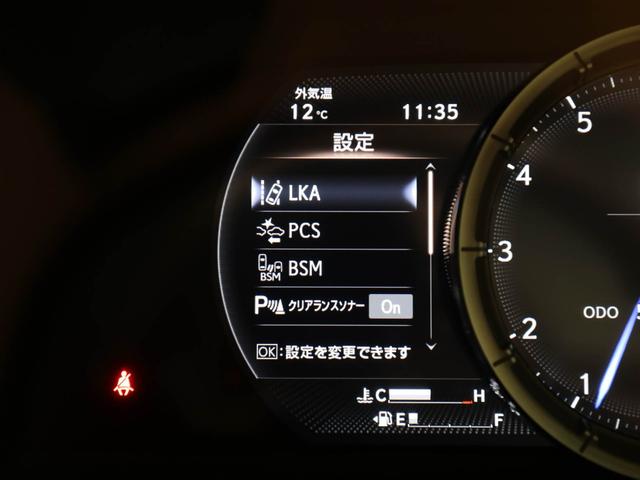 外気温
12℃ 11:35
設定
LKA
PCS
BSM
BSM
P クリアランスソナー On
OK:設定を変更できます
C H
E F
5
4
3
2
1
ODO